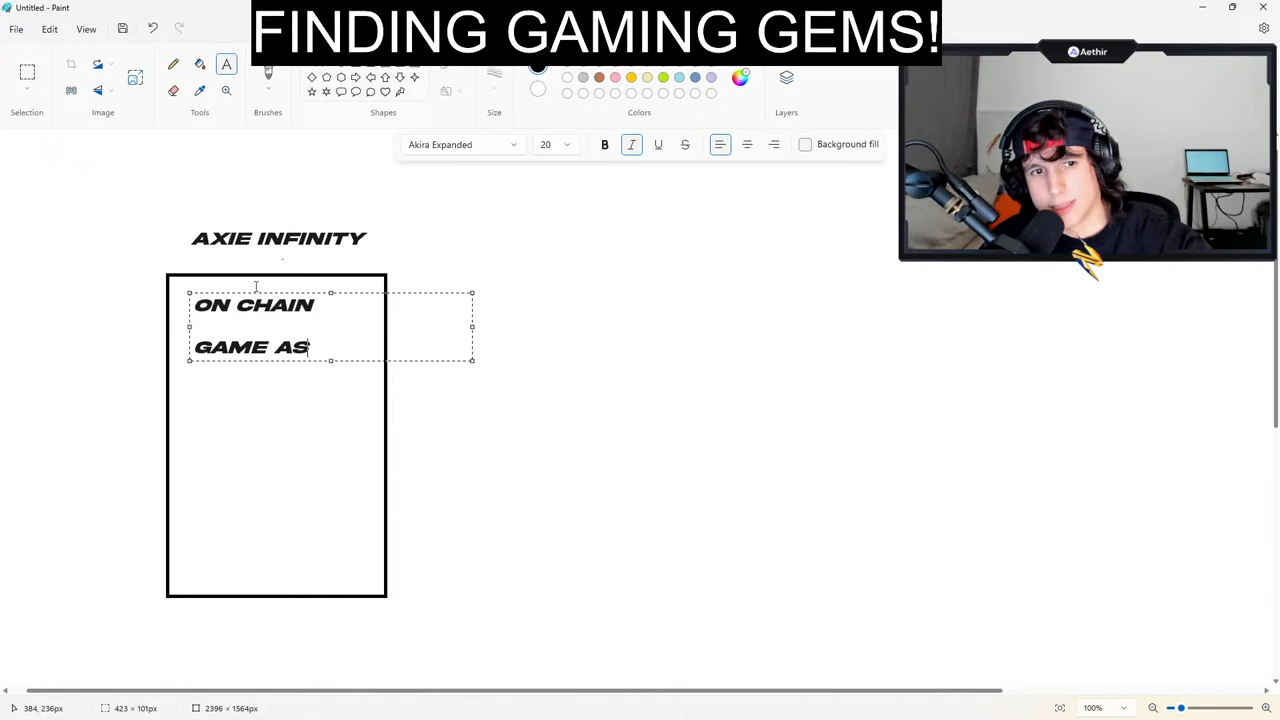 Untitled - Paint
FINDING GAMING GEMS!
File
Edit
View
Aethir
Selection
Image
Tools
Brushes
Shapes
Size
Colors
Layers
Akira Expanded
20
B
I
U
S
Background fill
AXIE INFINITY
ON CHAIN
GAME AS
384, 236px
423 × 101px
2396 × 1564px
100%